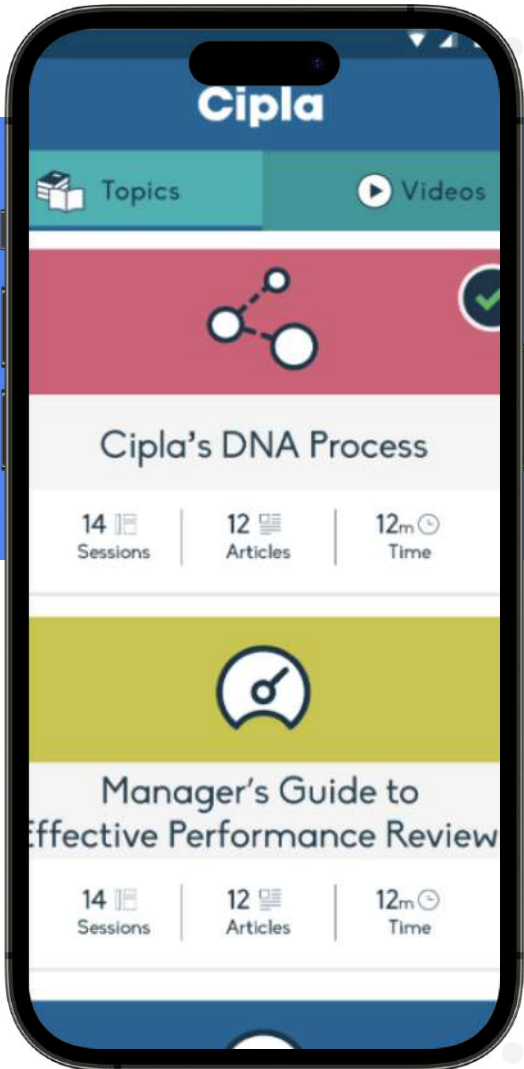 Cipla
Topics
Videos
Cipla's DNA Process
14
12
12m
Sessions
Articles
Time
Manager's Guide to
Effective Performance Review
14
12
12m
Sessions
Articles
Time